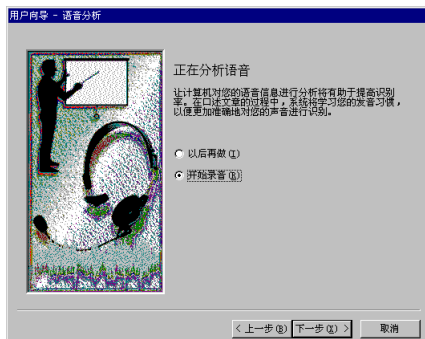 用户向导 - 语音分析
正在分析语音
让计算机对您的语音信息进行分析将有助于提高识别
率。在口述文章的过程中，系统将学习您的发音习惯，
以便更加准确地对您的声音进行识别。
以后再做(I)
开始录音(R)
< 上一步(B) 下一步(X) > 取消